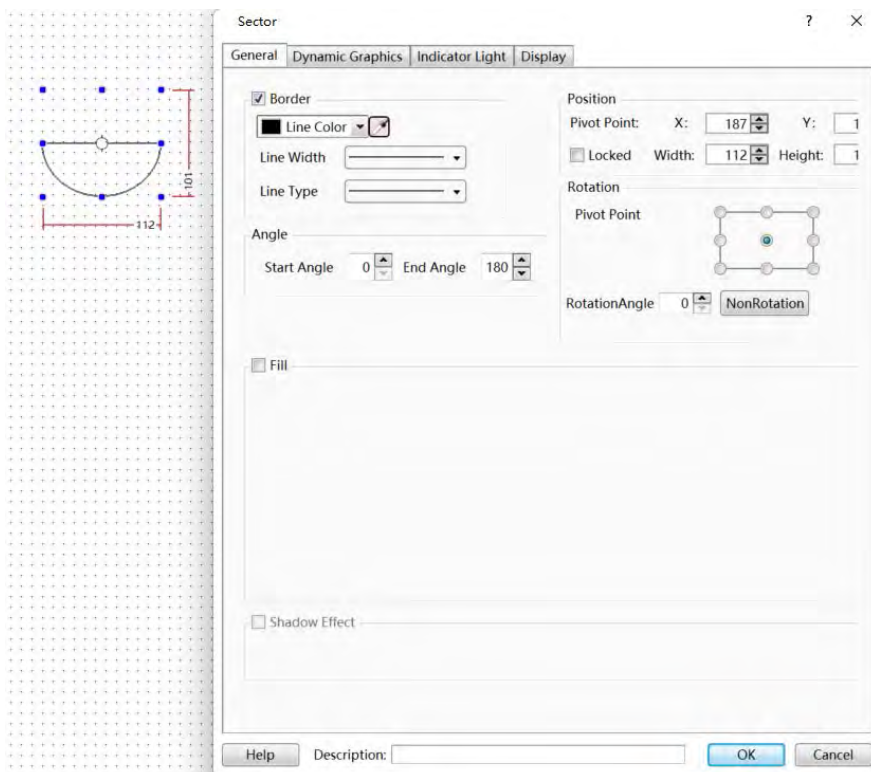 Sector
General Dynamic Graphics Indicator Light Display
Border
Line Color
Line Width
Line Type
Angle
Start Angle 0 End Angle 180
Position
Pivot Point: X: 187 Y: 1
Locked Width: 112 Height: 1
Rotation
Pivot Point
RotationAngle 0 NonRotation
Fill
Shadow Effect
Help Description: OK Cancel
101
112